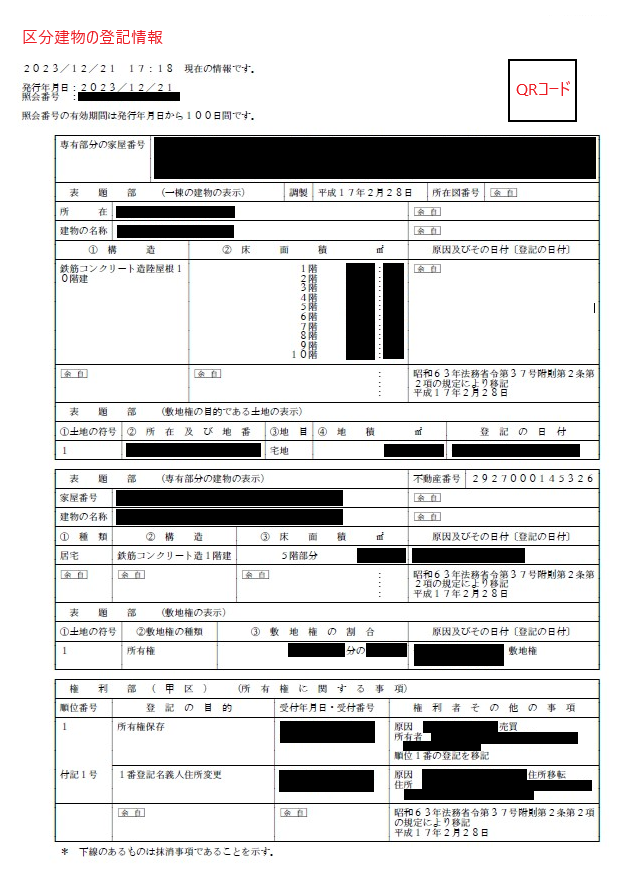 区分建物の登記情報
２０２３／１２／２１　１７：１８　現在の情報です。
QRコード
発行年月日：２０２３／１２／２１
照会番号　：
照会番号の有効期間は発行年月日から１００日間です。
専有部分の家屋番号
表　題　部　（一棟の建物の表示）　調製　平成１７年２月２８日　所在図番号　余 白
所　在　余 白
建物の名称　余 白
① 構　造　② 床　面　積　㎡　原因及びその日付〔登記の日付〕
鉄筋コンクリート造陸屋根１　１階　：　余 白
０階建　２階　：
３階　：
４階　：
５階　：
６階　：
７階　：
８階　：
９階　：
１０階　：
余 白　余 白　：　昭和６３年法務省令第３７号附則第２条第
：　２項の規定により移記
：　平成１７年２月２８日
表　題　部　（敷地権の目的である土地の表示）
①土地の符号　② 所 在 及 び 地 番　③地 目　④ 地　積　㎡　登 記 の 日 付
１　宅地
表　題　部　（専有部分の建物の表示）　不動産番号　２９２７０００１４５３２６
家屋番号　余 白
建物の名称　余 白
① 種 類　② 構　造　③ 床　面　積　㎡　原因及びその日付〔登記の日付〕
居宅　鉄筋コンクリート造１階建　５階部分
余 白　余 白　余 白　：　昭和６３年法務省令第３７号附則第２条第
：　２項の規定により移記
：　平成１７年２月２８日
表　題　部　（敷地権の表示）
①土地の符号　②敷地権の種類　③ 敷 地 権 の 割 合　原因及びその日付〔登記の日付〕
１　所有権　分の　敷地権
権　利　部　（ 甲 区 ）　（所 有 権 に 関 す る 事 項）
順位番号　登 記 の 目 的　受付年月日・受付番号　権 利 者 そ の 他 の 事 項
１　所有権保存　原因　売買
所有者
順位１番の登記を移記
付記１号　１番登記名義人住所変更　原因　住所移転
住所
余 白　余 白　昭和６３年法務省令第３７号附則第２条第２項
の規定により移記
平成１７年２月２８日
＊　下線のあるものは抹消事項であることを示す。